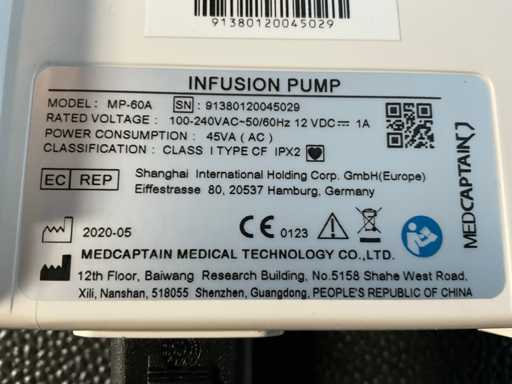 91380120045029
INFUSION PUMP
MODEL: MP-60A SN : 91380120045029
RATED VOLTAGE : 100-240VAC~50/60Hz 12 VDC⎓ 1A
POWER CONSUMPTION : 45VA ( AC )
CLASSIFICATION : CLASS I TYPE CF IPX2
EC REP Shanghai International Holding Corp. GmbH(Europe)
Eiffestrasse 80, 20537 Hamburg, Germany
2020-05 CE 0123
MEDCAPTAIN MEDICAL TECHNOLOGY CO.,LTD.
12th Floor, Baiwang Research Building, No.5158 Shahe West Road,
Xili, Nanshan, 518055 Shenzhen, Guangdong, PEOPLE'S REPUBLIC OF CHINA
MEDCAPTAIN